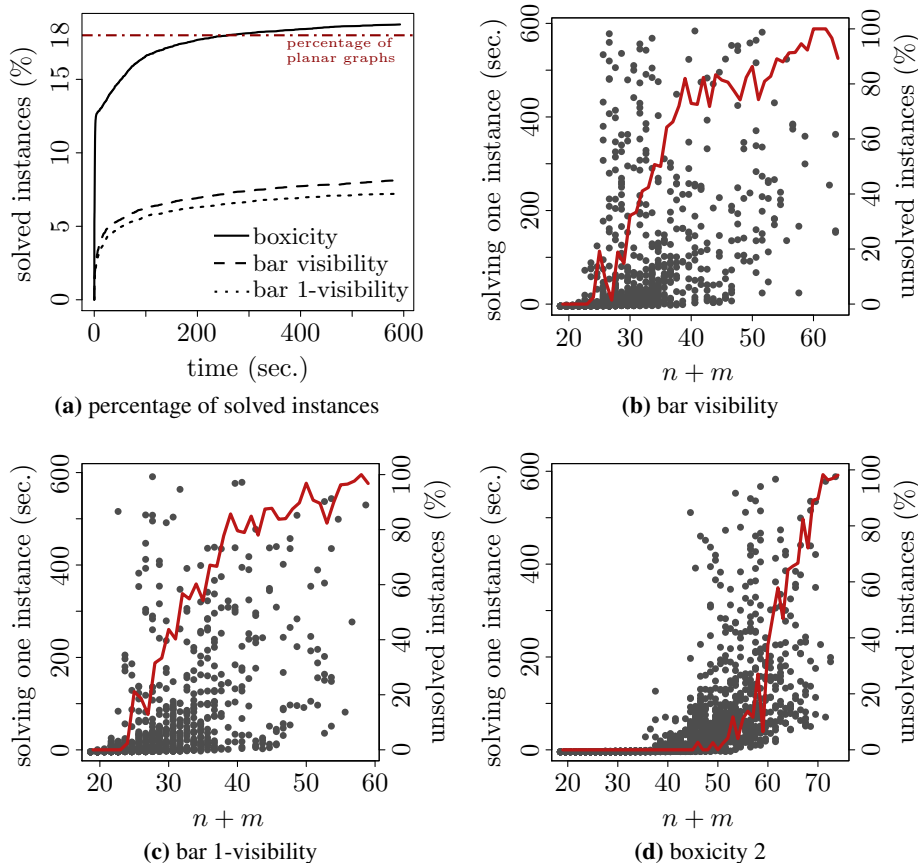 solved instances (%)
18
15
10
5
0
percentage of
planar graphs
boxicity
bar visibility
bar 1-visibility
0 200 400 600
time (sec.)
(a) percentage of solved instances
solving one instance (sec.)
600
400
200
0
100
80
60
40
20
0
unsolved instances (%)
20 30 40 50 60
n + m
(b) bar visibility
solving one instance (sec.)
600
400
200
0
100
80
60
40
20
0
unsolved instances (%)
20 30 40 50 60
n + m
(c) bar 1-visibility
solving one instance (sec.)
600
400
200
0
100
80
60
40
20
0
unsolved instances (%)
20 30 40 50 60 70
n + m
(d) boxicity 2